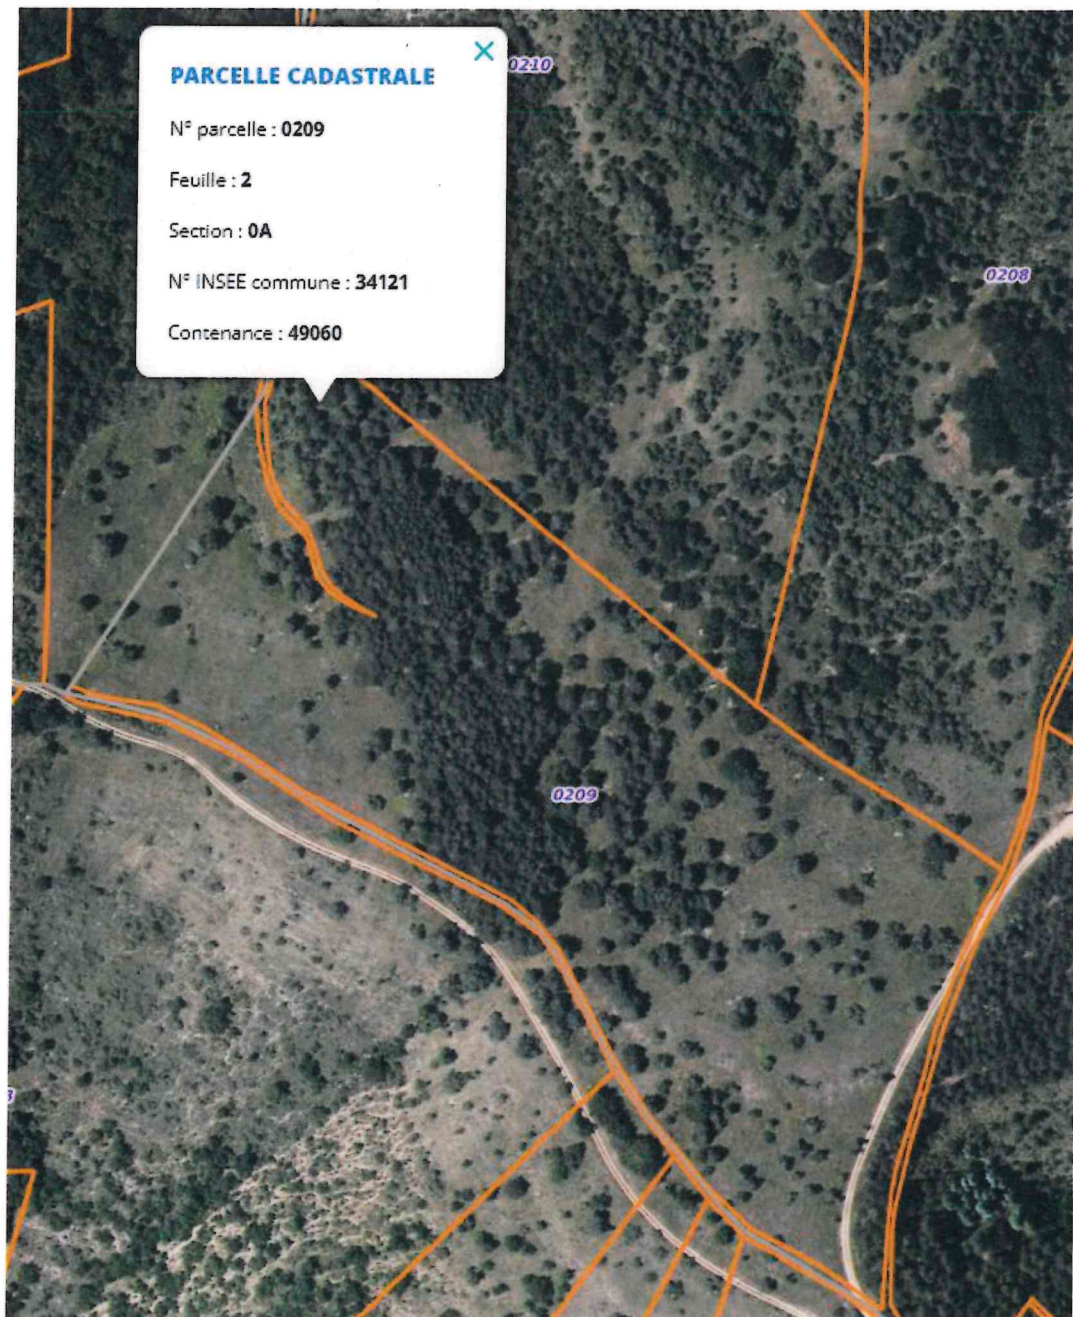 PARCELLE CADASTRALE
0210
N° parcelle : 0209
Feuille : 2
Section : 0A
N° INSEE commune : 34121
Contenance : 49060
0208
0209